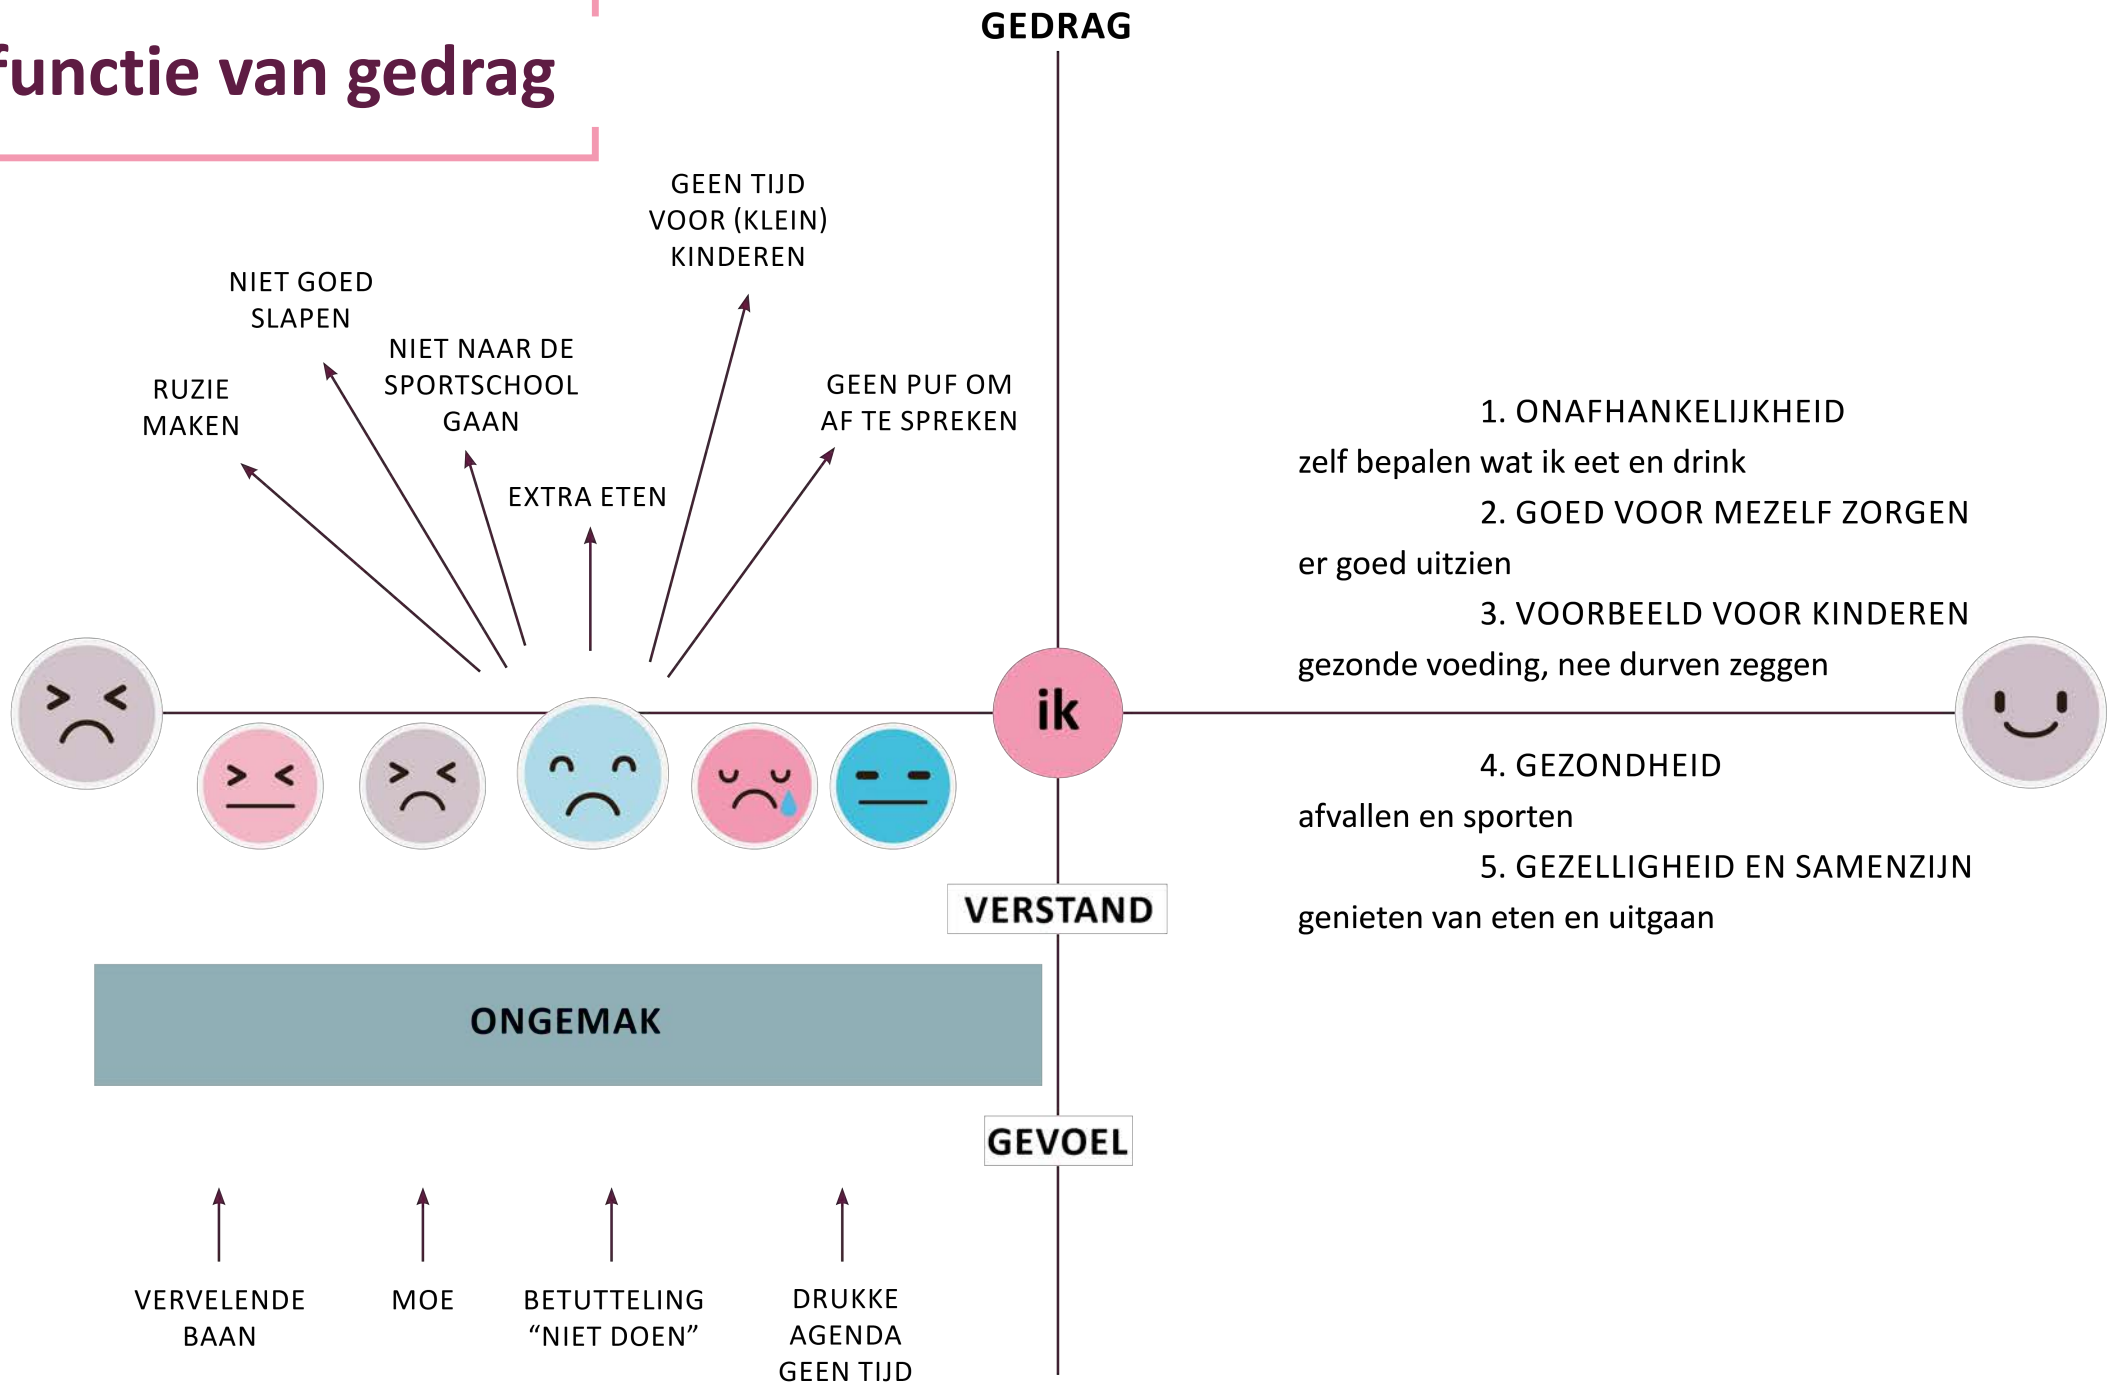 functie van gedrag
GEDRAG
GEEN TIJD
VOOR (KLEIN)
KINDEREN
NIET GOED
SLAPEN
NIET NAAR DE
SPORTSCHOOL
GAAN
RUZIE
MAKEN
GEEN PUF OM
AF TE SPREKEN
EXTRA ETEN
ik
1. ONAFHANKELIJKHEID
zelf bepalen wat ik eet en drink
2. GOED VOOR MEZELF ZORGEN
er goed uitzien
3. VOORBEELD VOOR KINDEREN
gezonde voeding, nee durven zeggen
4. GEZONDHEID
afvallen en sporten
5. GEZELLIGHEID EN SAMENZIJN
genieten van eten en uitgaan
VERSTAND
ONGEMAK
GEVOEL
VERVELENDE
BAAN
MOE
BETUTTELING
“NIET DOEN”
DRUKKE
AGENDA
GEEN TIJD